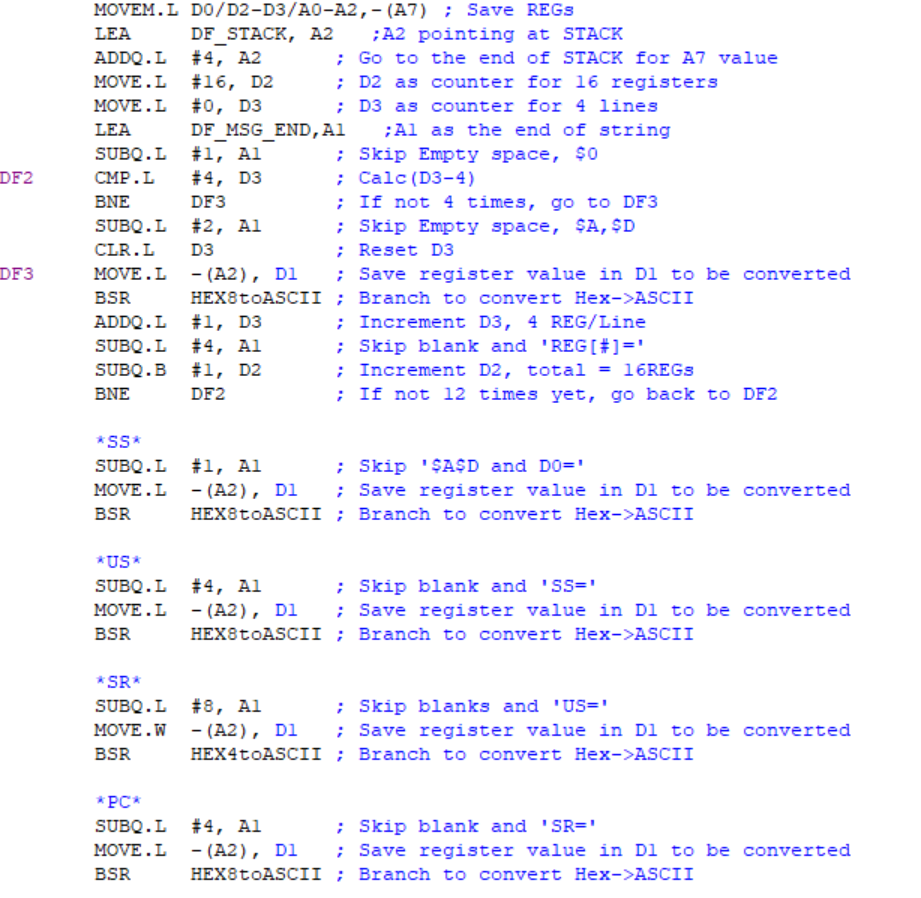 MOVEM.L D0/D2-D3/A0-A2,-(A7) ; Save REGs
LEA DF_STACK, A2 ;A2 pointing at STACK
ADDQ.L #4, A2 ; Go to the end of STACK for A7 value
MOVE.L #16, D2 ; D2 as counter for 16 registers
MOVE.L #0, D3 ; D3 as counter for 4 lines
LEA DF_MSG_END,A1 ;A1 as the end of string
SUBQ.L #1, A1 ; Skip Empty space, $0
DF2 CMP.L #4, D3 ; Calc(D3-4)
BNE DF3 ; If not 4 times, go to DF3
SUBQ.L #2, A1 ; Skip Empty space, $A,$D
CLR.L D3 ; Reset D3
DF3 MOVE.L -(A2), D1 ; Save register value in D1 to be converted
BSR HEX8toASCII ; Branch to convert Hex->ASCII
ADDQ.L #1, D3 ; Increment D3, 4 REG/Line
SUBQ.L #4, A1 ; Skip blank and 'REG[#]='
SUBQ.B #1, D2 ; Increment D2, total = 16REGs
BNE DF2 ; If not 12 times yet, go back to DF2
*SS*
SUBQ.L #1, A1 ; Skip '$A$D and D0='
MOVE.L -(A2), D1 ; Save register value in D1 to be converted
BSR HEX8toASCII ; Branch to convert Hex->ASCII
*US*
SUBQ.L #4, A1 ; Skip blank and 'SS='
MOVE.L -(A2), D1 ; Save register value in D1 to be converted
BSR HEX8toASCII ; Branch to convert Hex->ASCII
*SR*
SUBQ.L #8, A1 ; Skip blanks and 'US='
MOVE.W -(A2), D1 ; Save register value in D1 to be converted
BSR HEX4toASCII ; Branch to convert Hex->ASCII
*PC*
SUBQ.L #4, A1 ; Skip blank and 'SR='
MOVE.L -(A2), D1 ; Save register value in D1 to be converted
BSR HEX8toASCII ; Branch to convert Hex->ASCII